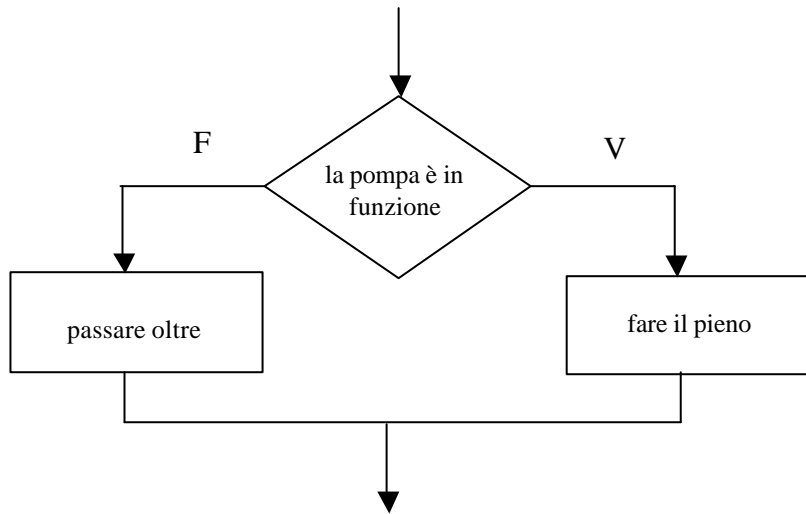 F
V
la pompa è in
funzione
passare oltre
fare il pieno